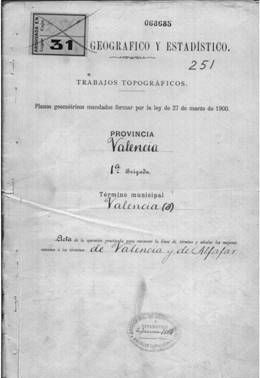 063685
31
GEOGRAFICO Y ESTADÍSTICO.
251
TRABAJOS TOPOGRÁFICOS.
Planos geométricos mandados formar por la ley de 27 de marzo de 1900.
PROVINCIA
Valencia
1ª Brigada.
Término municipal
Valencia
Acta de la operación practicada para reconocer la línea de término y señalar los mojones
comunes á los términos de Valencia y de Alfafar.